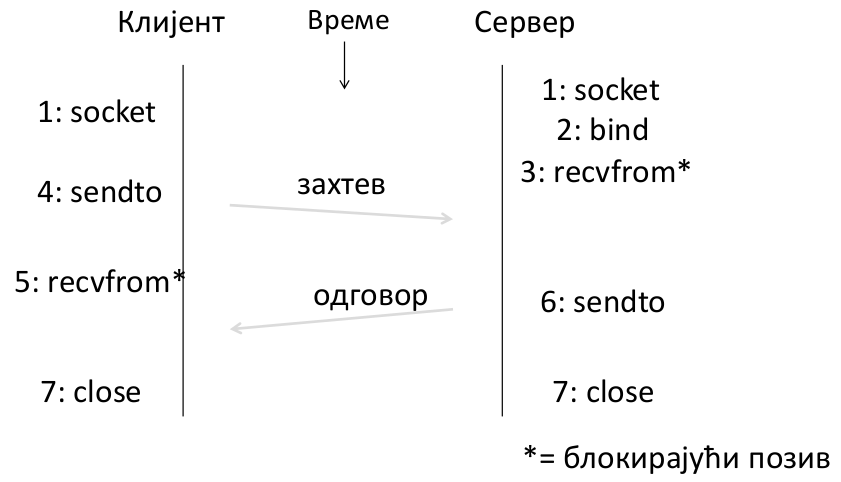 Клијент
Време
Сервер
1: socket
1: socket
2: bind
3: recvfrom*
4: sendto
захтев
5: recvfrom*
одговор
6: sendto
7: close
7: close
*= блокирајући позив